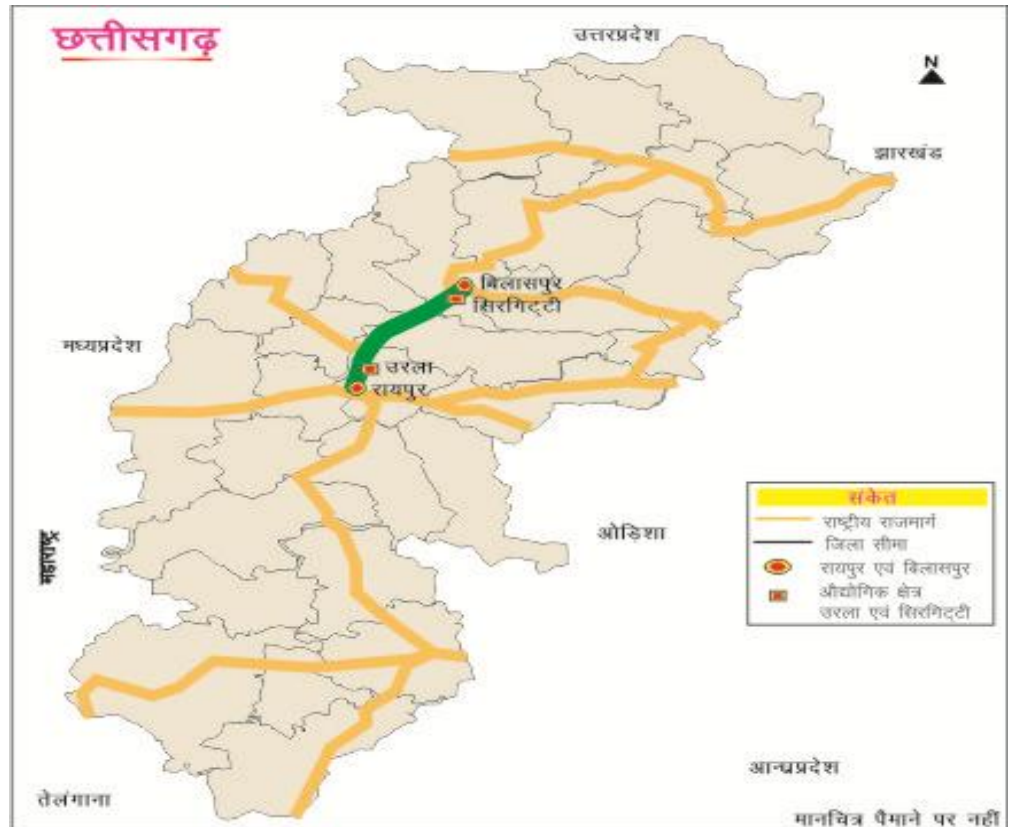 छत्तीसगढ़
उत्तरप्रदेश
N
झारखंड
बिलासपुर
सिरगिट्टी
मध्यप्रदेश
उरला
रायपुर
महाराष्ट्र
ओड़िशा
संकेत
राष्ट्रीय राजमार्ग
जिला सीमा
रायपुर एवं बिलासपुर
औद्योगिक क्षेत्र
उरला एवं सिरगिट्टी
आन्ध्रप्रदेश
तेलंगाना
मानचित्र पैमाने पर नहीं